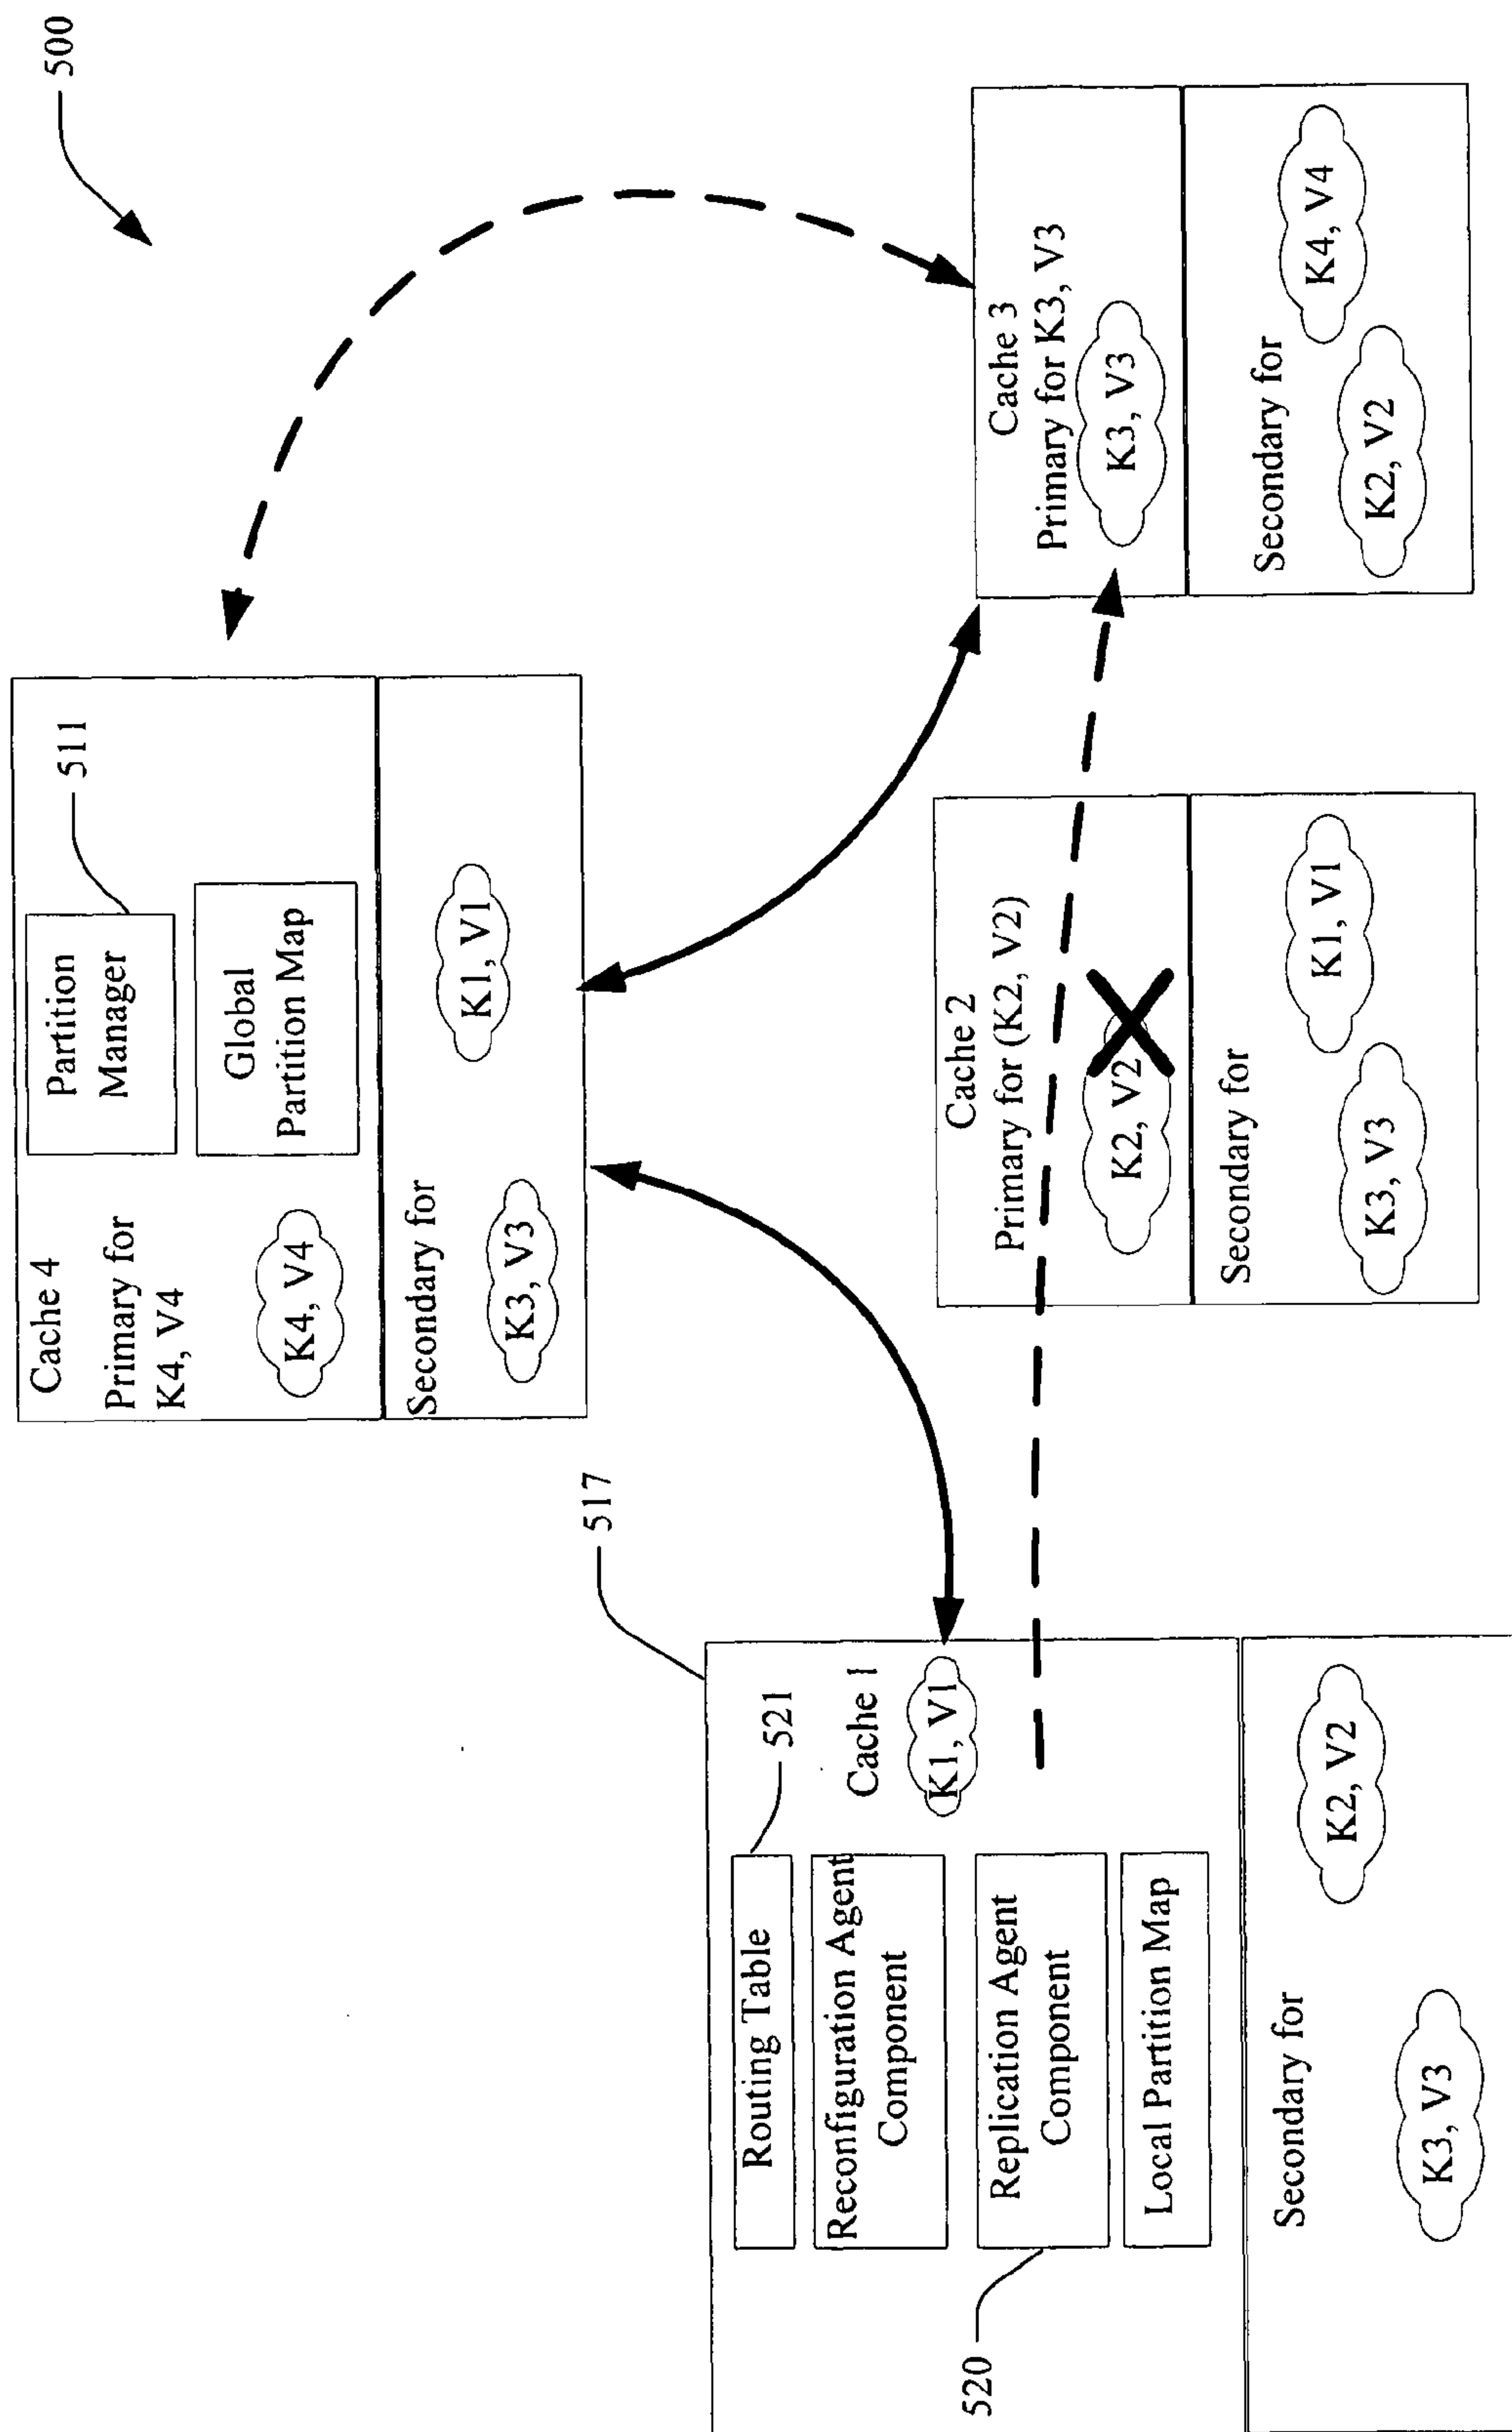 500
Cache 4
Primary for
K4, V4
K4, V4
Partition
Manager
511
Global
Partition Map
Secondary for
K3, V3
K1, V1
517
Routing Table
521
Reconfiguration Agent
Component
Cache 1
K1, V1
Replication Agent
Component
520
Local Partition Map
Secondary for
K2, V2
K3, V3
Cache 2
Primary for (K2, V2)
K2, V2
Secondary for
K1, V1
K3, V3
Cache 3
Primary for K3, V3
K3, V3
Secondary for
K4, V4
K2, V2